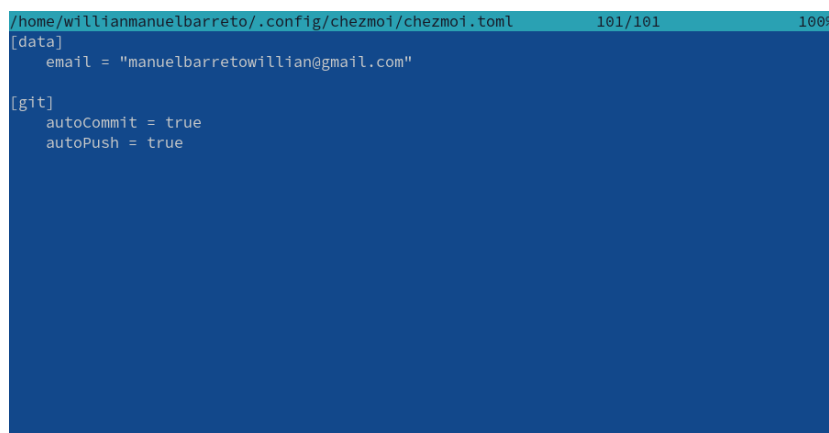 /home/willianmanuelbarreto/.config/chezmoi/chezmoi.toml 101/101 100%
[data]
email = "manuelbarretowillian@gmail.com"
[git]
autoCommit = true
autoPush = true